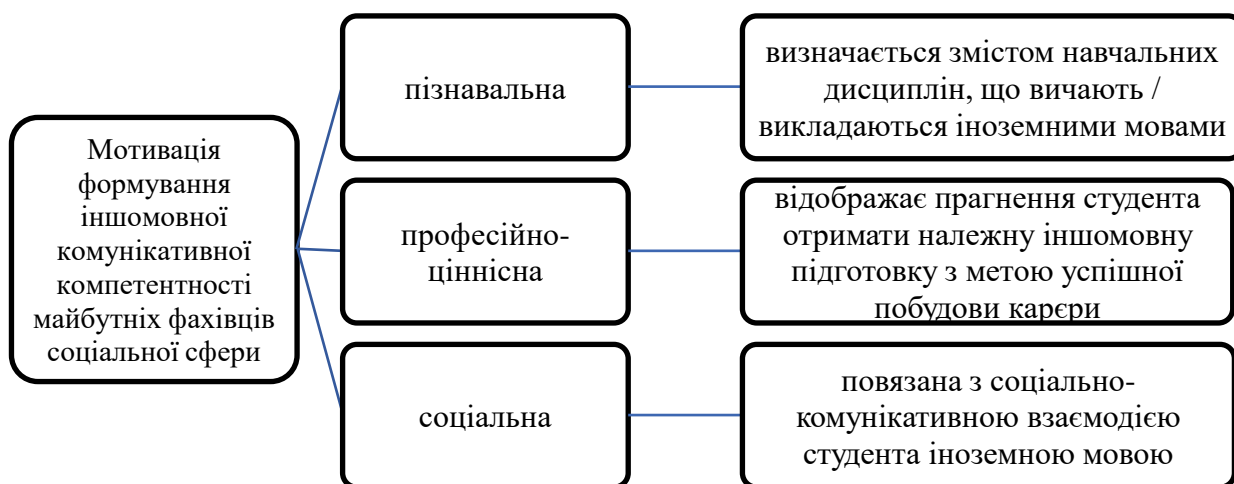 Мотивація
формування
іншомовної
комунікативної
компетентності
майбутніх фахівців
соціальної сфери
пізнавальна
визначається змістом навчальних
дисциплін, що вичають /
викладаються іноземними мовами
професійно-
ціннісна
відображає прагнення студента
отримати належну іншомовну
підготовку з метою успішної
побудови карєри
соціальна
повязана з соціально-
комунікативною взаємодією
студента іноземною мовою